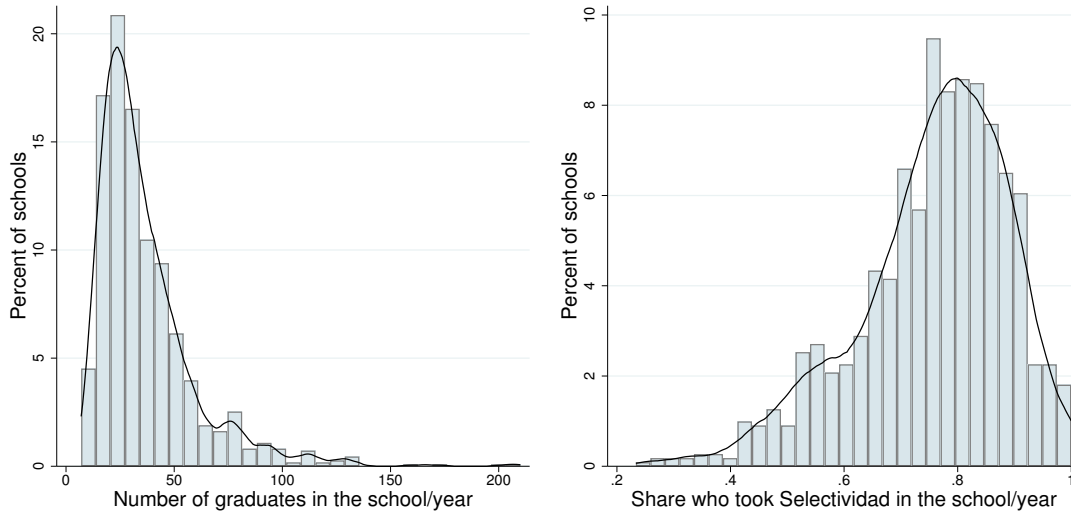 Percent of schools
20
15
10
5
0
0 50 100 150 200
Number of graduates in the school/year
Percent of schools
10
8
6
4
2
0
.2 .4 .6 .8 1
Share who took Selectividad in the school/year